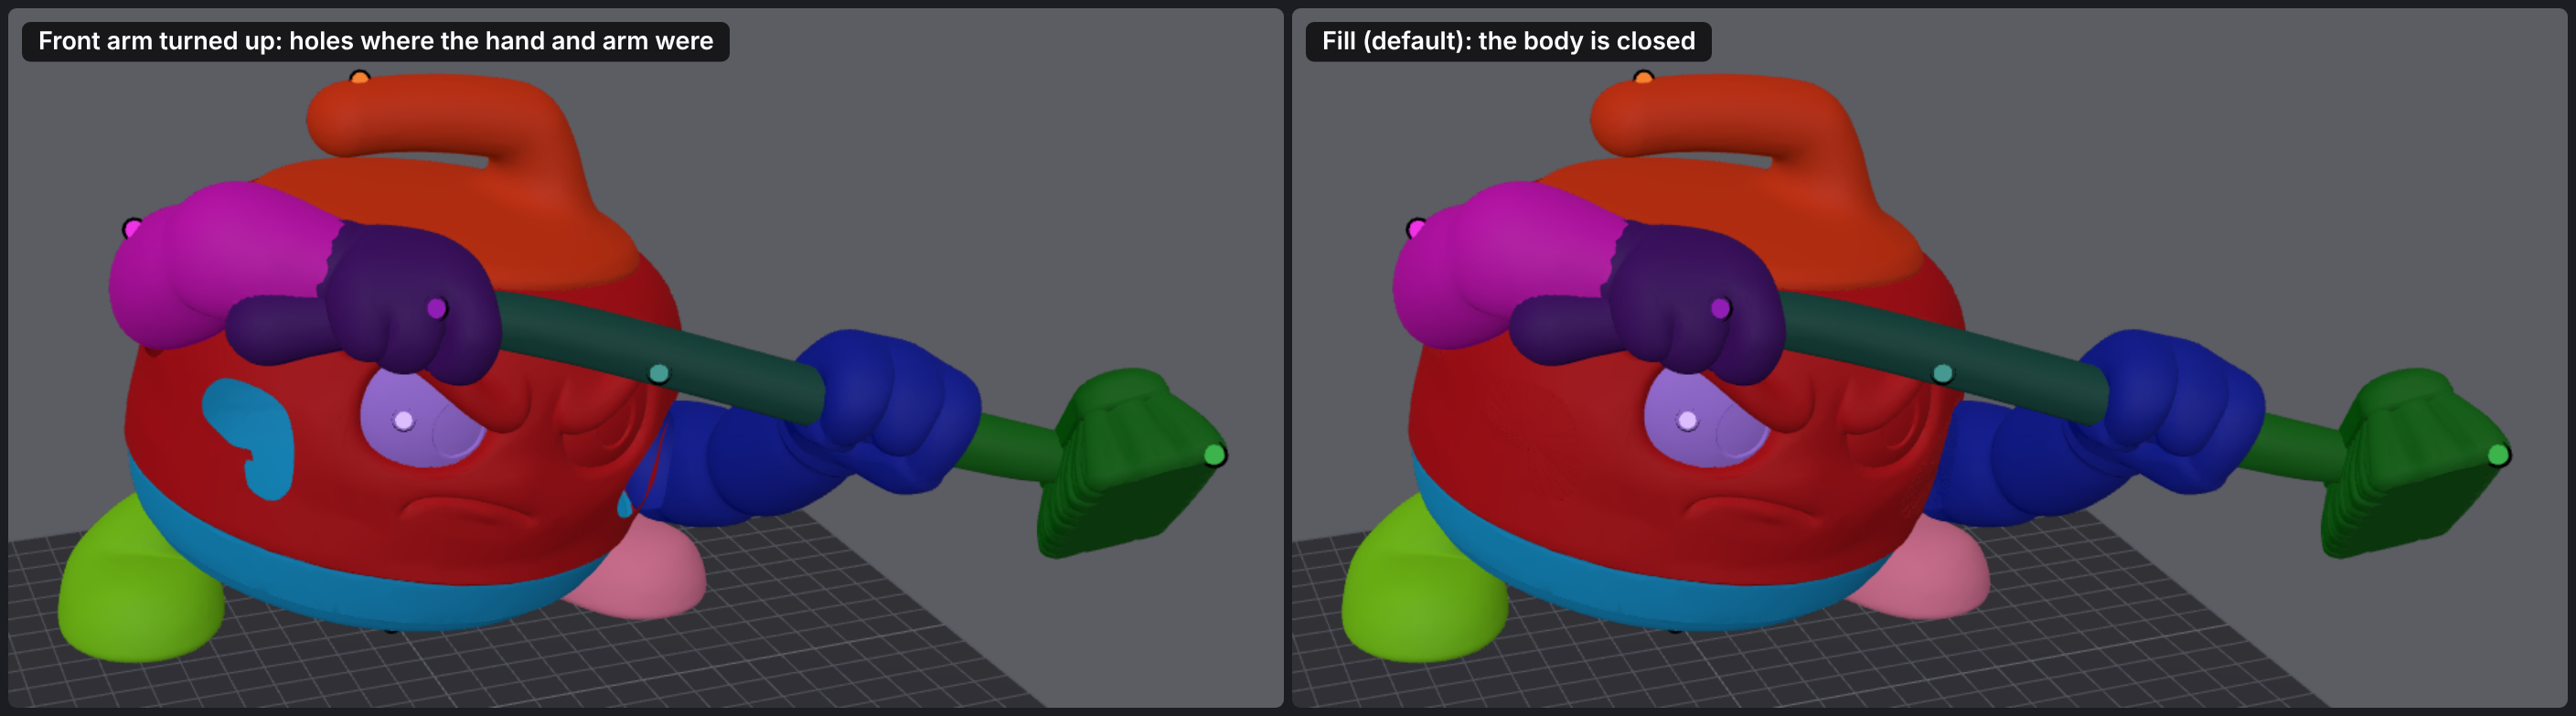 Front arm turned up: holes where the hand and arm were
Fill (default): the body is closed